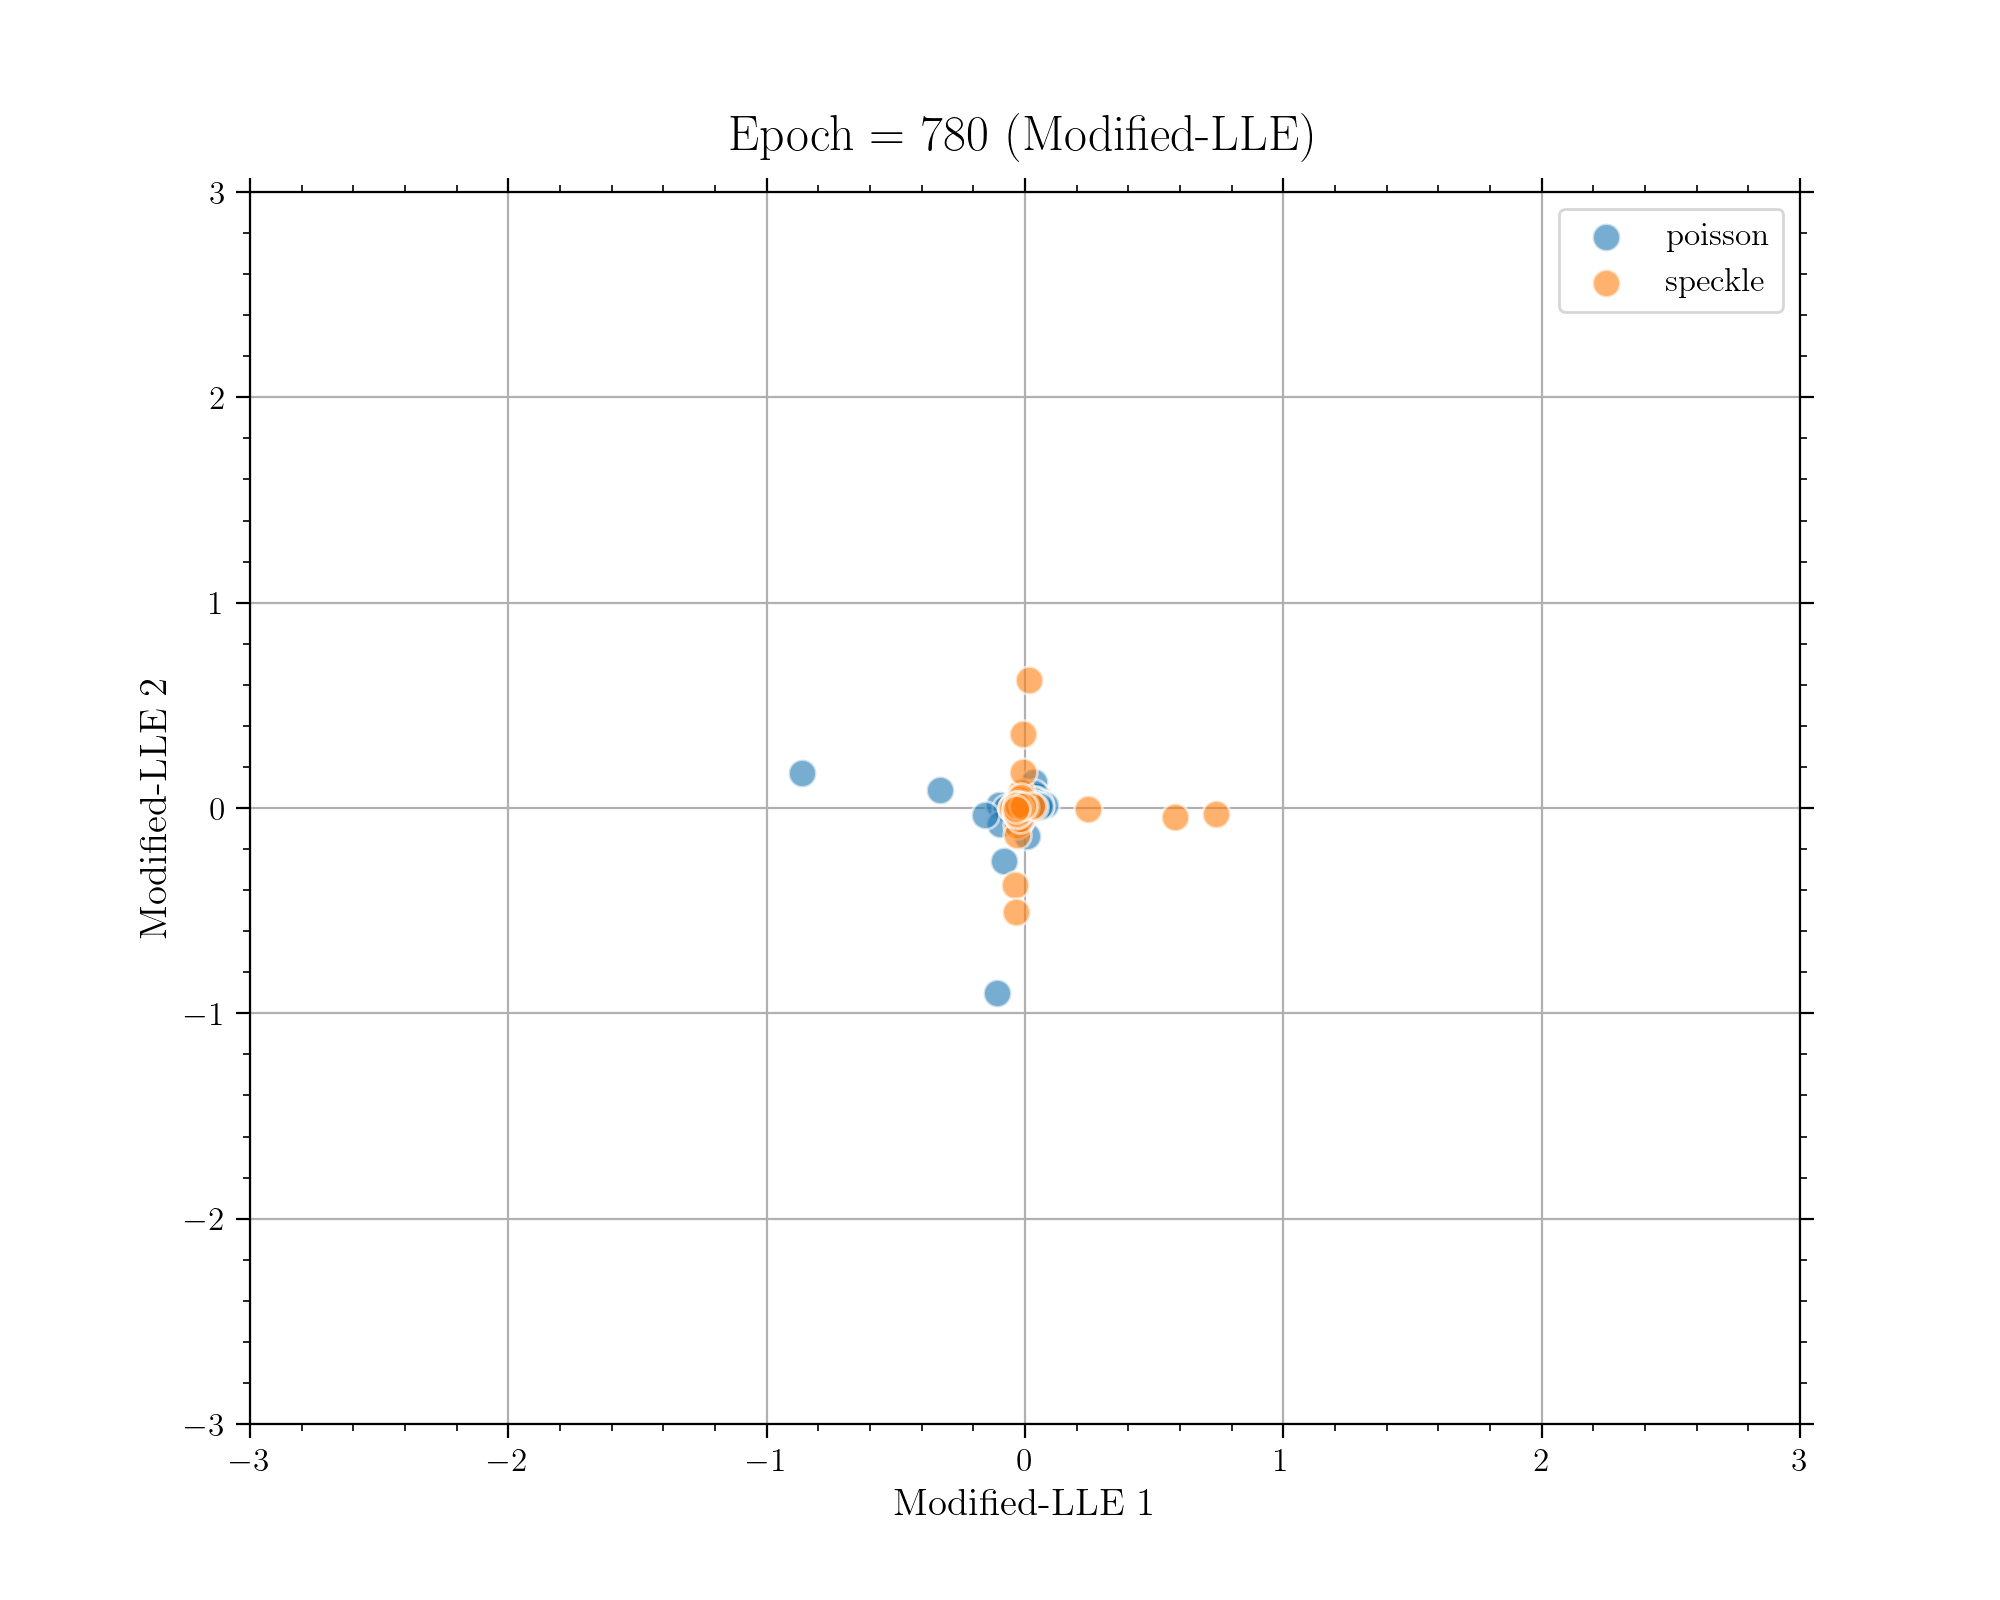 Epoch = 780 (Modified-LLE)
poisson
speckle
3
2
1
0
−1
−2
−3
Modified-LLE 2
−3
−2
−1
0
1
2
3
Modified-LLE 1